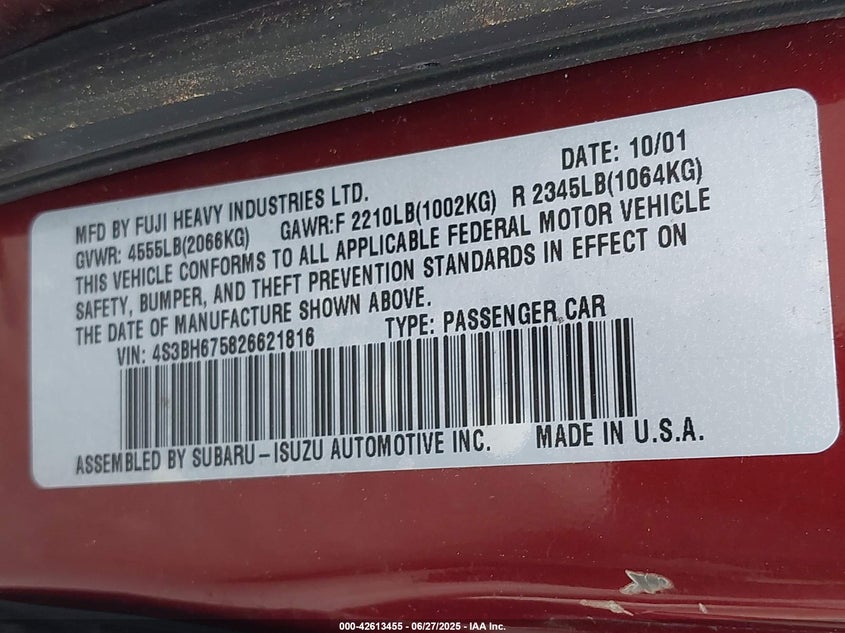 DATE: 10/01
MFD BY FUJI HEAVY INDUSTRIES LTD.
GVWR: 4555LB(2066KG) GAWR:F 2210LB(1002KG) R 2345LB(1064KG)
THIS VEHICLE CONFORMS TO ALL APPLICABLE FEDERAL MOTOR VEHICLE
SAFETY, BUMPER, AND THEFT PREVENTION STANDARDS IN EFFECT ON
THE DATE OF MANUFACTURE SHOWN ABOVE.
VIN: 4S3BH675826621816 TYPE: PASSENGER CAR
ASSEMBLED BY SUBARU-ISUZU AUTOMOTIVE INC. MADE IN U.S.A.
000-42613455 - 06/27/2025 - IAA Inc.